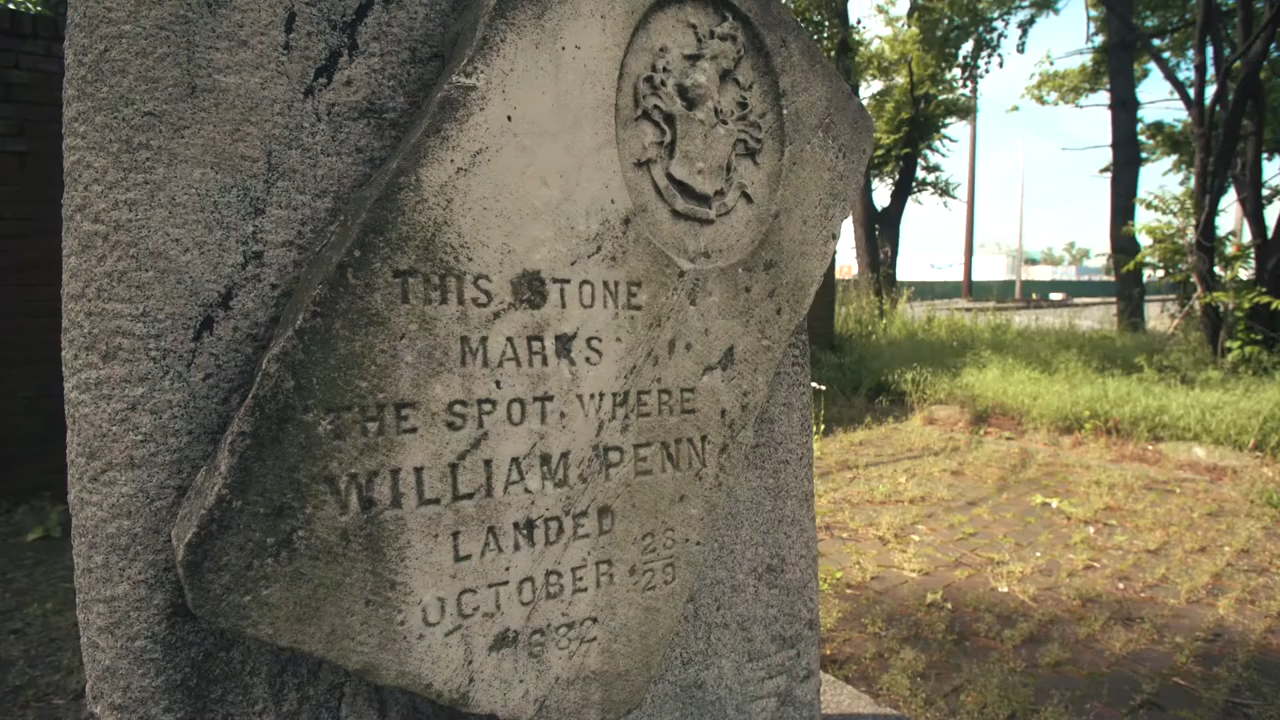 THIS STONE
MARKS
THE SPOT WHERE
WILLIAM PENN
LANDED
OCTOBER 28/29
1682